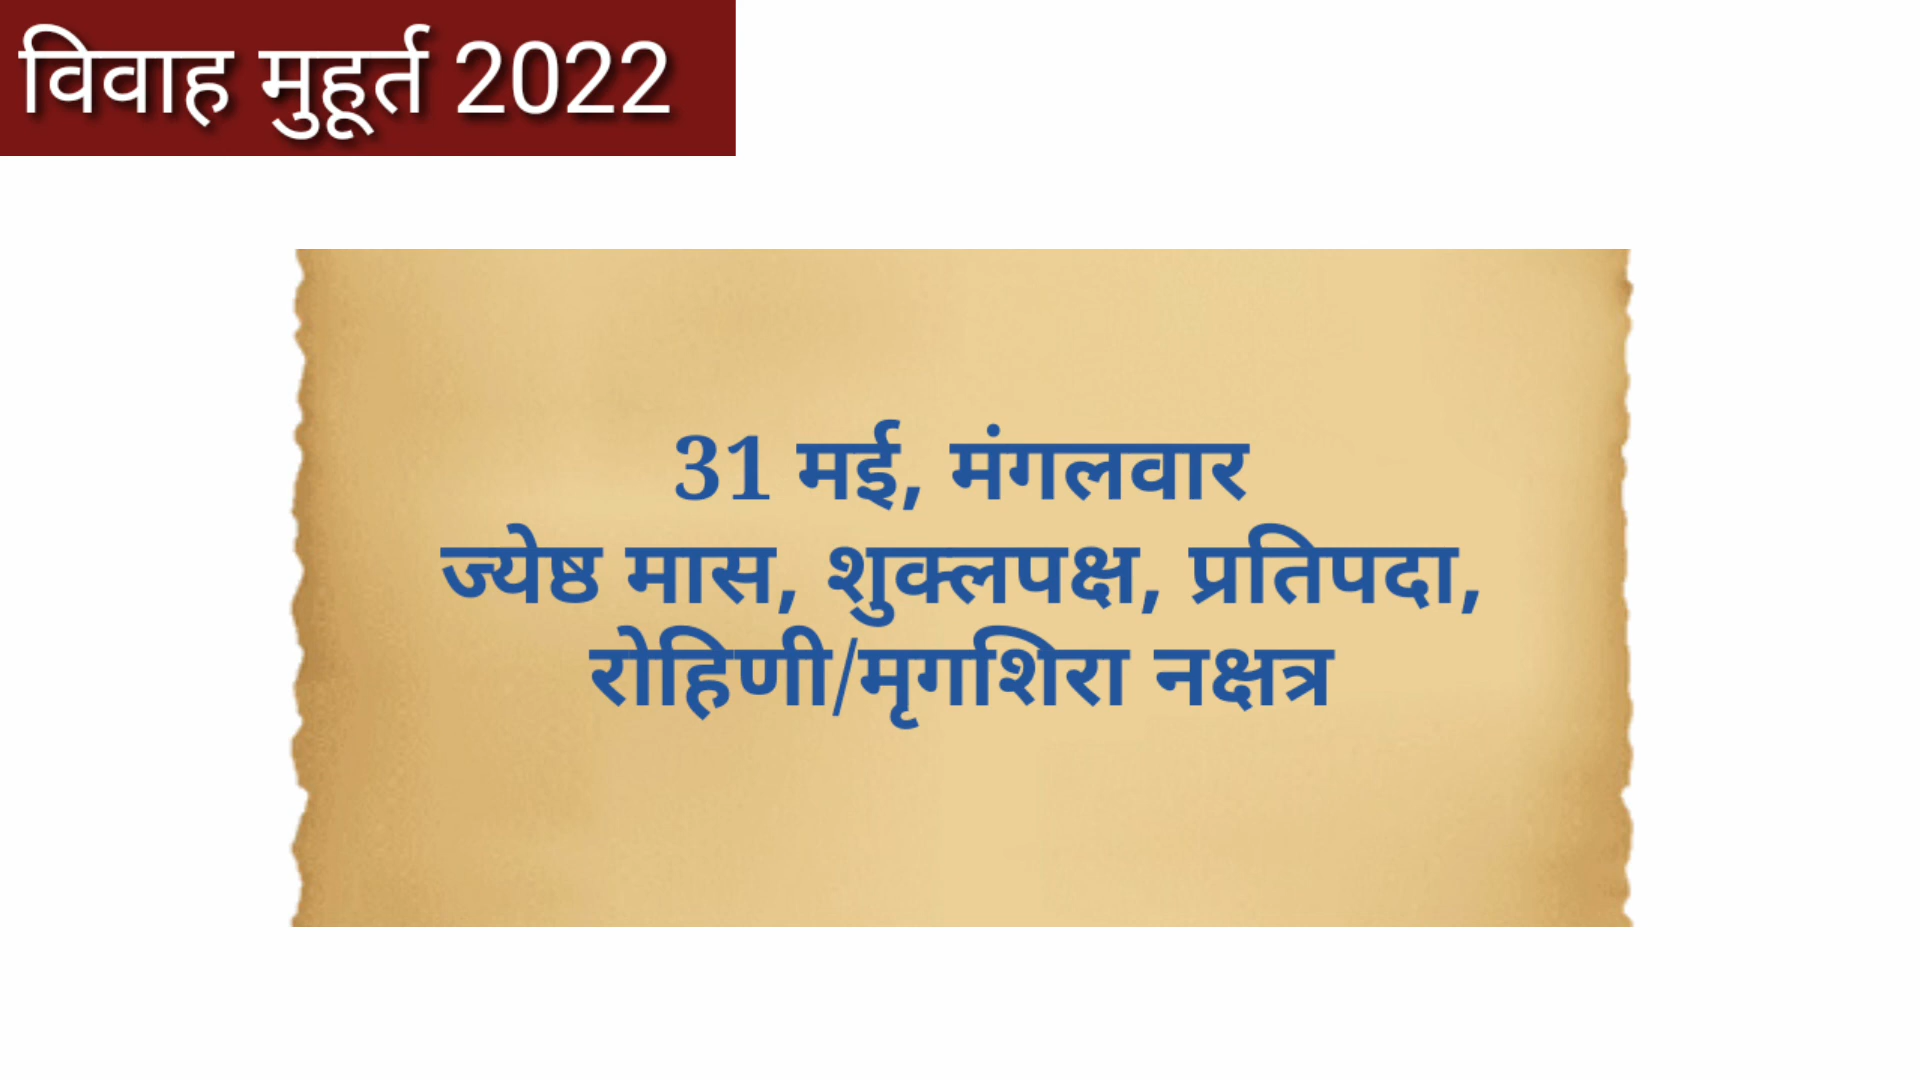 विवाह मुहूर्त 2022
31 मई, मंगलवार
ज्येष्ठ मास, शुक्लपक्ष, प्रतिपदा,
रोहिणी/मृगशिरा नक्षत्र